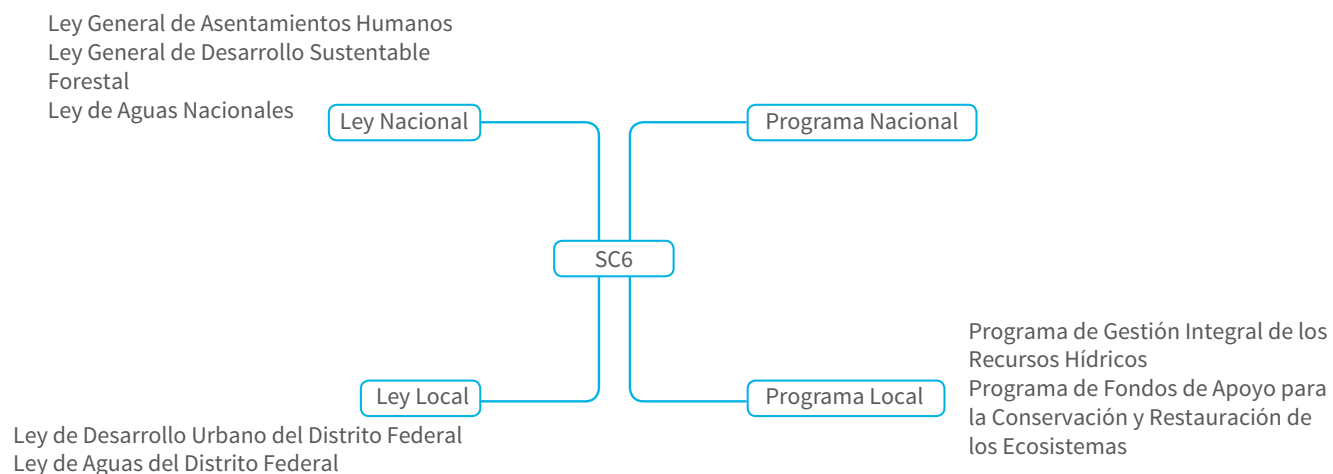 Ley General de Asentamientos Humanos
Ley General de Desarrollo Sustentable
Forestal
Ley de Aguas Nacionales
Ley Nacional
Programa Nacional
SC6
Ley Local
Programa Local
Programa de Gestión Integral de los
Recursos Hídricos
Programa de Fondos de Apoyo para
la Conservación y Restauración de
los Ecosistemas
Ley de Desarrollo Urbano del Distrito Federal
Ley de Aguas del Distrito Federal